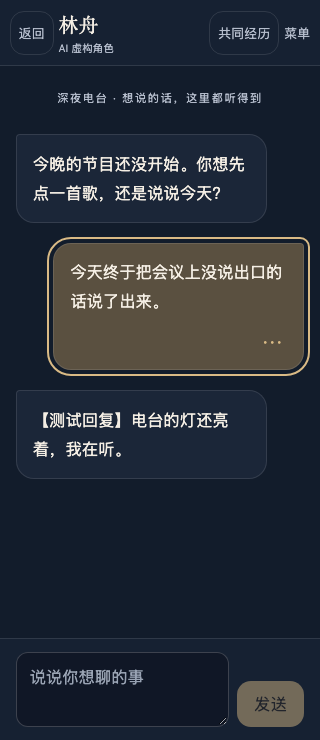 返回
林舟
AI 虚构角色
共同经历
菜单
深夜电台 · 想说的话，这里都听得到
今晚的节目还没开始。你想先
点一首歌，还是说说今天？
今天终于把会议上没说出口的
话说了出来。
...
【测试回复】电台的灯还亮
着，我在听。
说说你想聊的事
发送